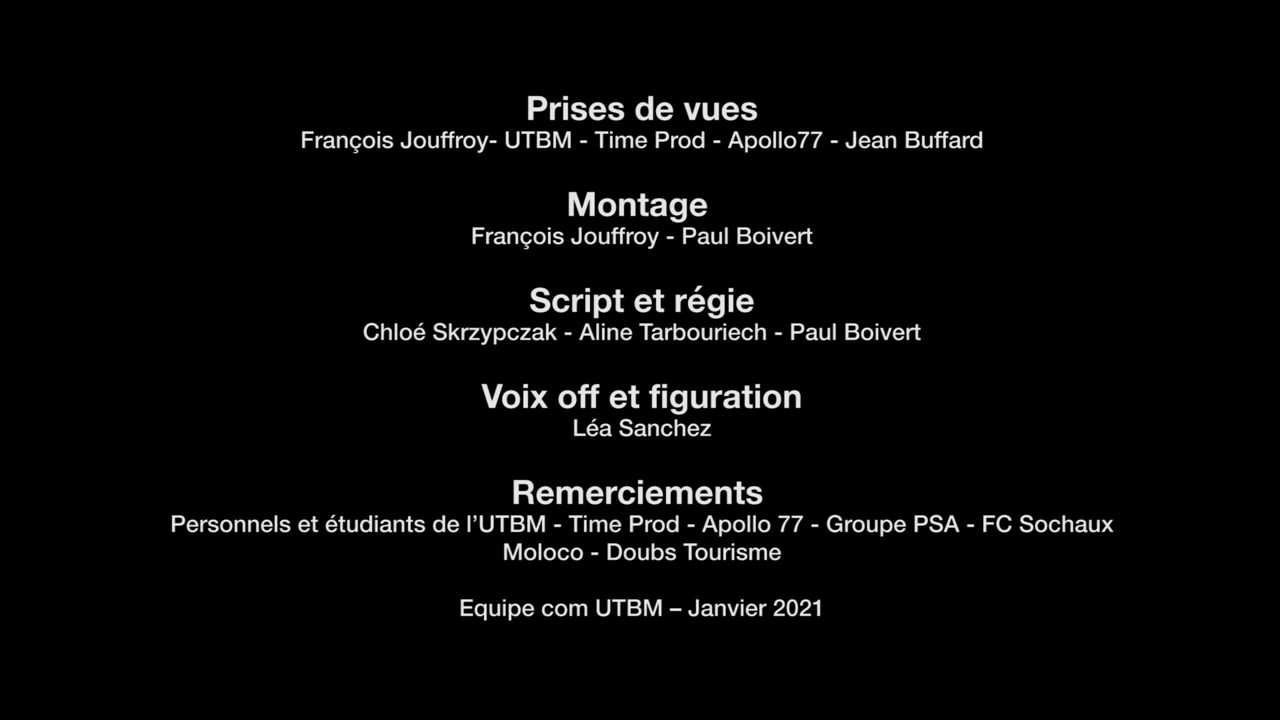 Prises de vues
François Jouffroy- UTBM - Time Prod - Apollo77 - Jean Buffard
Montage
François Jouffroy - Paul Boivert
Script et régie
Chloé Skrzypczak - Aline Tarbouriech - Paul Boivert
Voix off et figuration
Léa Sanchez
Remerciements
Personnels et étudiants de l’UTBM - Time Prod - Apollo 77 - Groupe PSA - FC Sochaux
Moloco - Doubs Tourisme
Equipe com UTBM – Janvier 2021